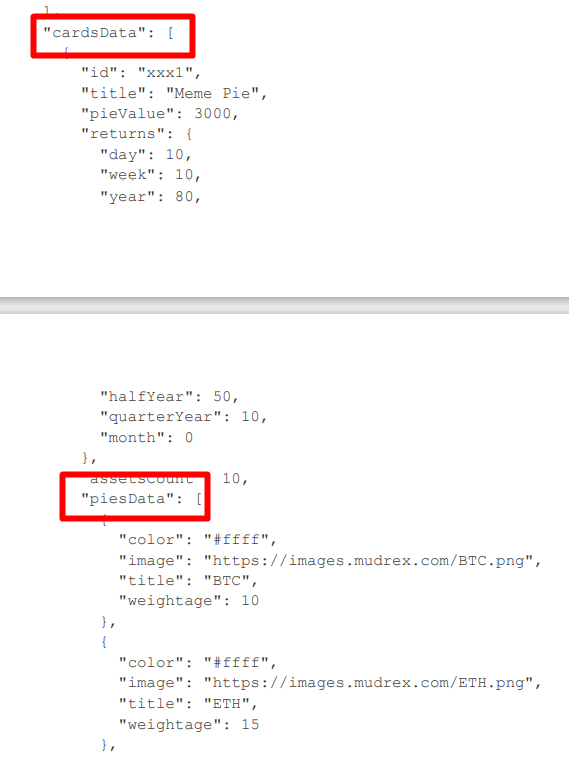 ],
"cardsData": [
{
"id": "xxx1",
"title": "Meme Pie",
"pieValue": 3000,
"returns": {
"day": 10,
"week": 10,
"year": 80,
"halfYear": 50,
"quarterYear": 10,
"month": 0
},
assetsCount 10,
"piesData": [
{
"color": "#ffff",
"image": "https://images.mudrex.com/BTC.png",
"title": "BTC",
"weightage": 10
},
{
"color": "#ffff",
"image": "https://images.mudrex.com/ETH.png",
"title": "ETH",
"weightage": 15
},